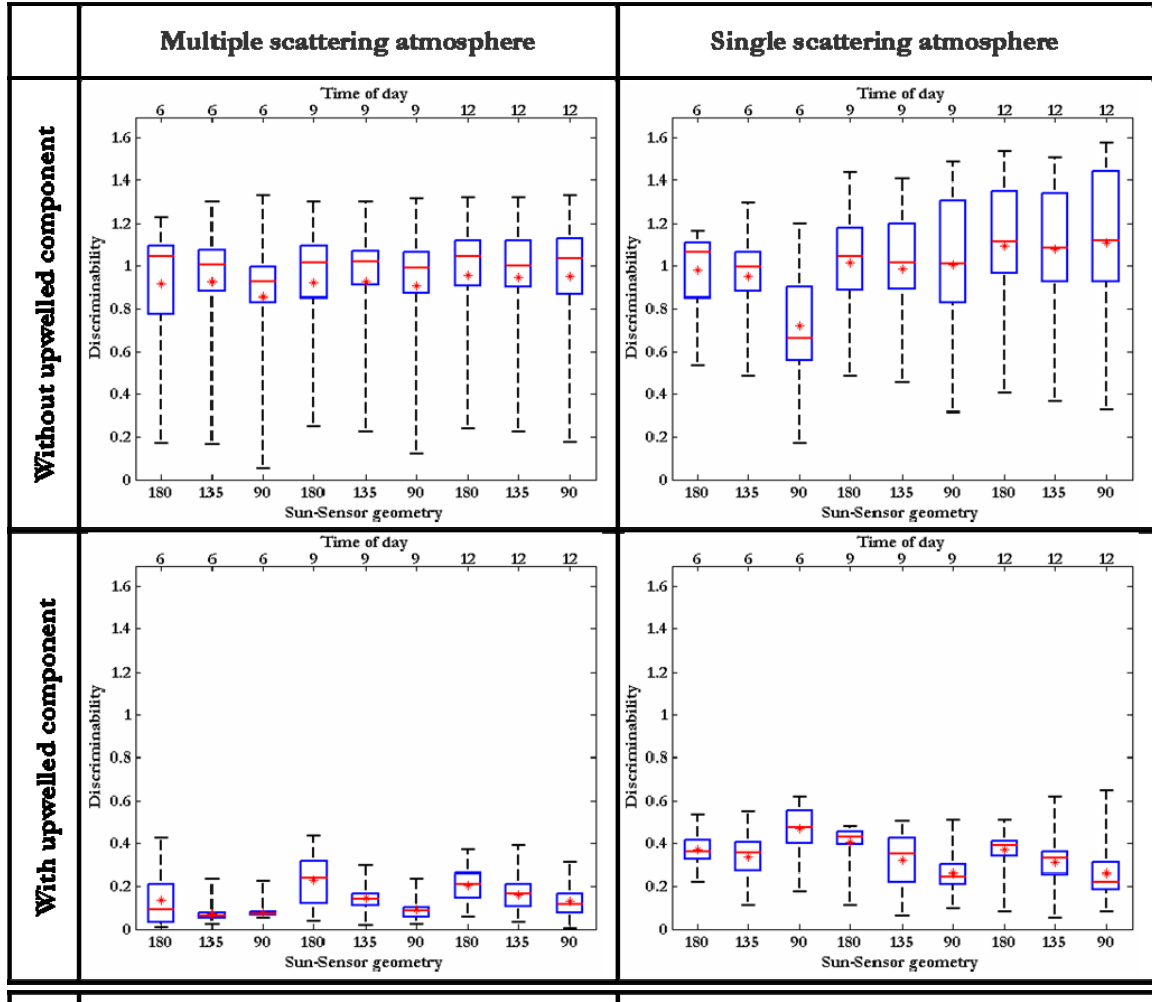 Multiple scattering atmosphere
Single scattering atmosphere
Without upwelled component
Time of day
6 6 6 9 9 9 12 12 12
Discriminability
1.6
1.4
1.2
1
0.8
0.6
0.4
0.2
0
180 135 90 180 135 90 180 135 90
Sun-Sensor geometry
Time of day
6 6 6 9 9 9 12 12 12
Discriminability
1.6
1.4
1.2
1
0.8
0.6
0.4
0.2
0
180 135 90 180 135 90 180 135 90
Sun-Sensor geometry
With upwelled component
Time of day
6 6 6 9 9 9 12 12 12
Discriminability
1.6
1.4
1.2
1
0.8
0.6
0.4
0.2
0
180 135 90 180 135 90 180 135 90
Sun-Sensor geometry
Time of day
6 6 6 9 9 9 12 12 12
Discriminability
1.6
1.4
1.2
1
0.8
0.6
0.4
0.2
0
180 135 90 180 135 90 180 135 90
Sun-Sensor geometry